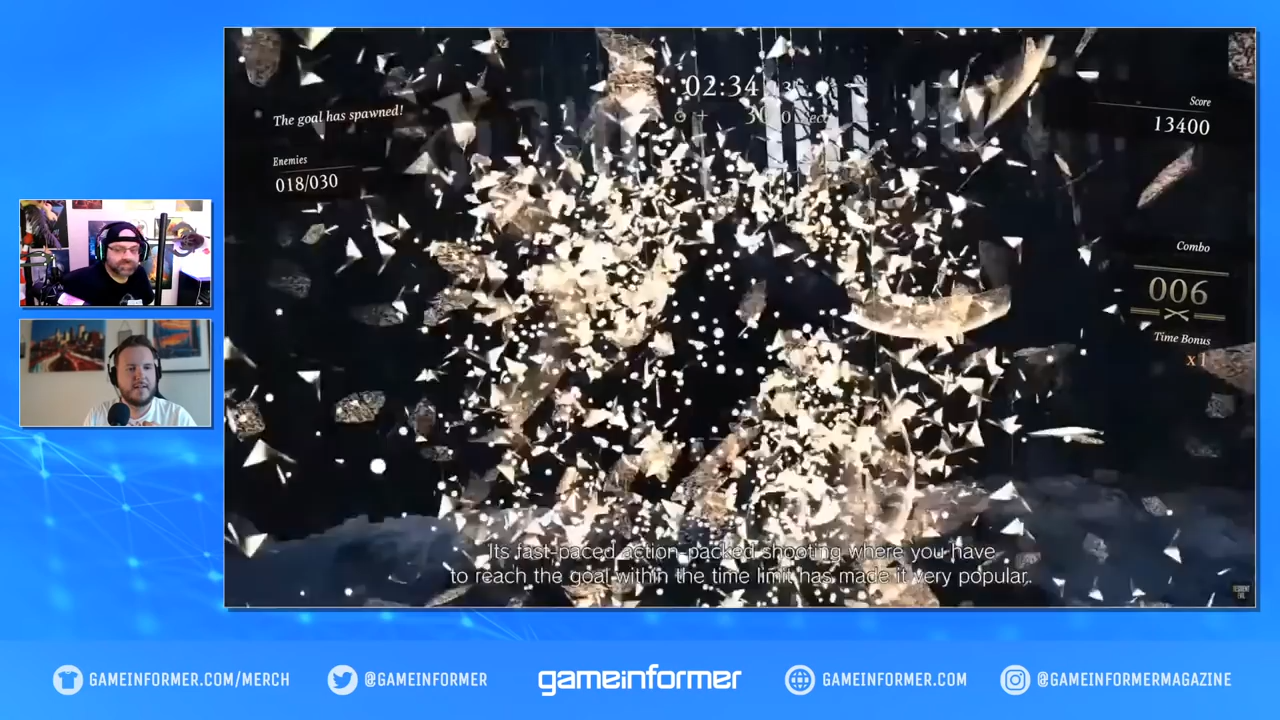 The goal has spawned!
Enemies
018/030
02:34
Score
13400
Combo
006
Time Bonus
x1
Its fast-paced action-packed shooting where you have
to reach the goal within the time limit has made it very popular.
RESIDENT EVIL
GAMEINFORMER.COM/MERCH
@GAMEINFORMER
gameinformer
GAMEINFORMER.COM
@GAMEINFORMERMAGAZINE